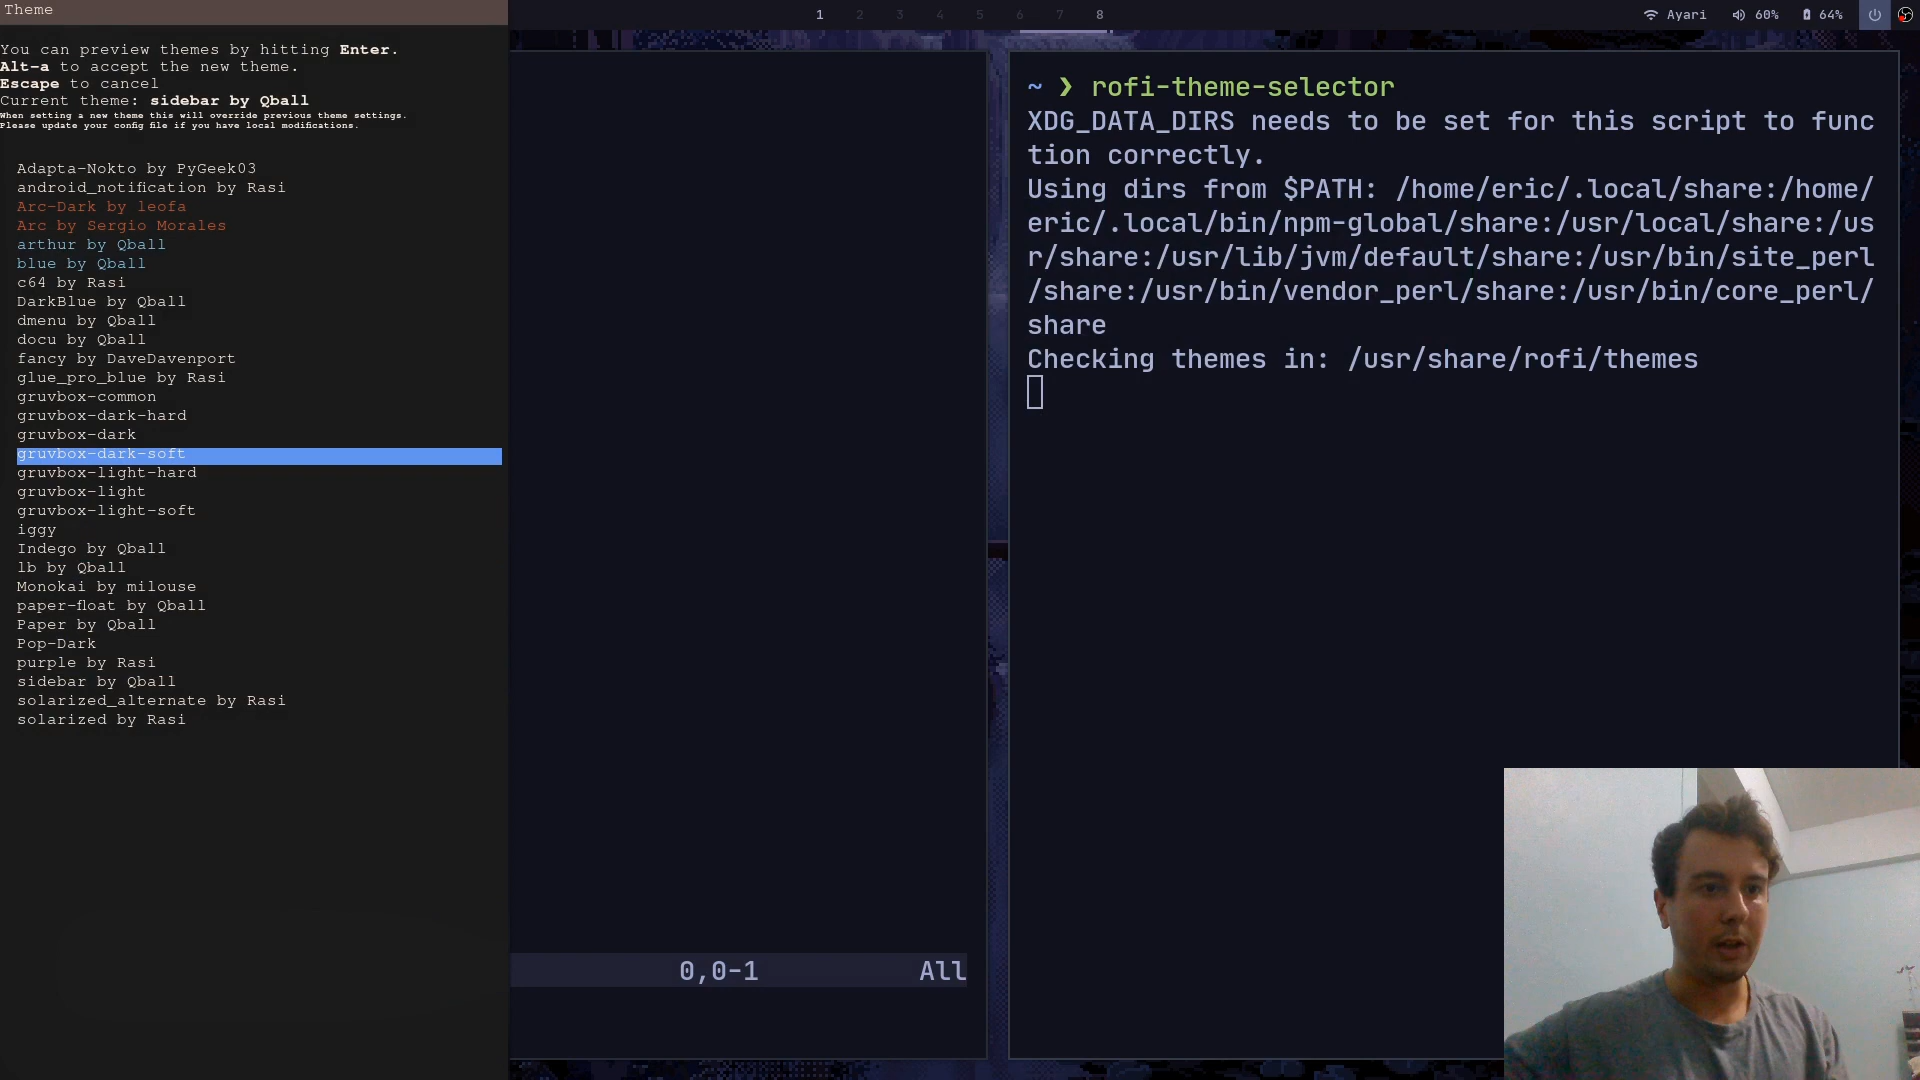 Theme
You can preview themes by hitting Enter.
Alt-a to accept the new theme.
Escape to cancel
Current theme: sidebar by Qball
When setting a new theme this will override previous theme settings.
Please update your config file if you have local modifications.
Adapta-Nokto by PyGeek03
android_notification by Rasi
Arc-Dark by leofa
Arc by Sergio Morales
arthur by Qball
blue by Qball
c64 by Rasi
DarkBlue by Qball
dmenu by Qball
docu by Qball
fancy by DaveDavenport
glue_pro_blue by Rasi
gruvbox-common
gruvbox-dark-hard
gruvbox-dark
gruvbox-dark-soft
gruvbox-light-hard
gruvbox-light
gruvbox-light-soft
iggy
Indego by Qball
lb by Qball
Monokai by milouse
paper-float by Qball
Paper by Qball
Pop-Dark
purple by Rasi
sidebar by Qball
solarized_alternate by Rasi
solarized by Rasi
0,0-1 All
1 2 3 4 5 6 7 8
Ayari 60% 64%
~ ❯ rofi-theme-selector
XDG_DATA_DIRS needs to be set for this script to func
tion correctly.
Using dirs from $PATH: /home/eric/.local/share:/home/
eric/.local/bin/npm-global/share:/usr/local/share:/us
r/share:/usr/lib/jvm/default/share:/usr/bin/site_perl
/share:/usr/bin/vendor_perl/share:/usr/bin/core_perl/
share
Checking themes in: /usr/share/rofi/themes